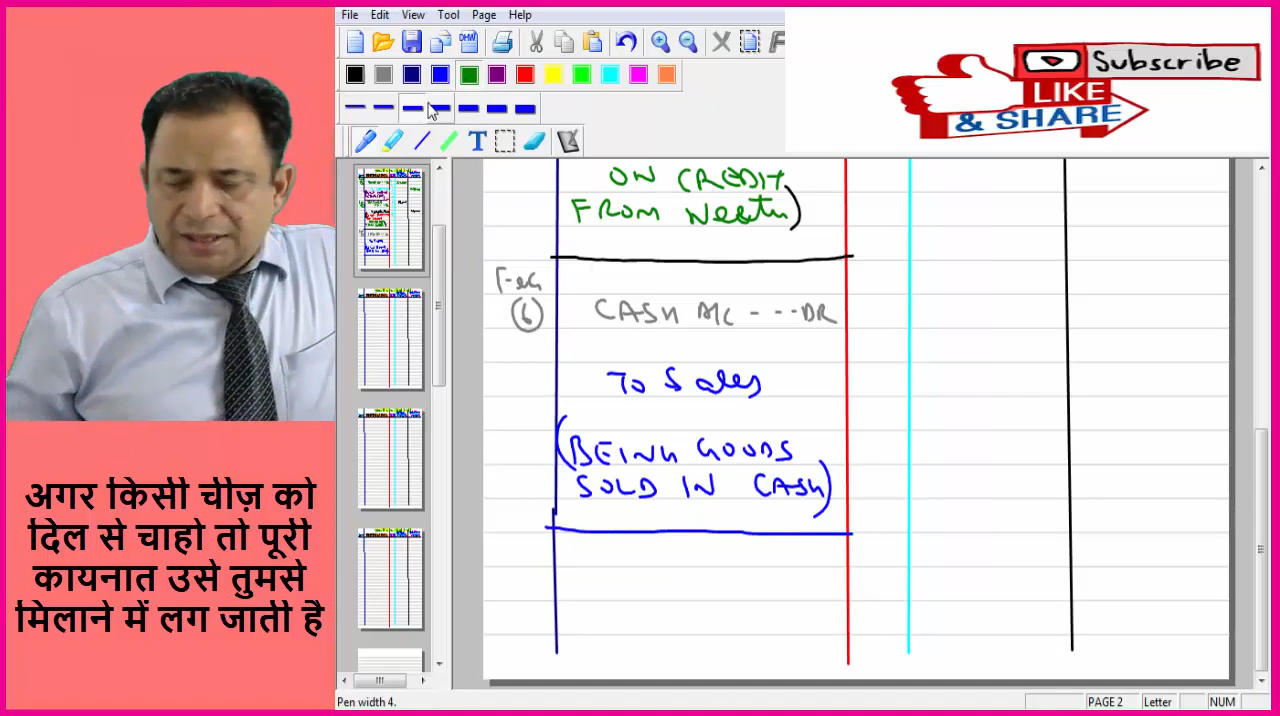 File Edit View Tool Page Help
Subscribe
LIKE
& SHARE
ON CREDIT
FROM Neetu)
Feb
6 CASH A/C - - - DR
To Sales
(BEING GOODS
SOLD IN CASH)
अगर किसी चीज़ को
दिल से चाहो तो पूरी
कायनात उसे तुमसे
मिलाने में लग जाती है
Pen width 4. PAGE 2 Letter NUM